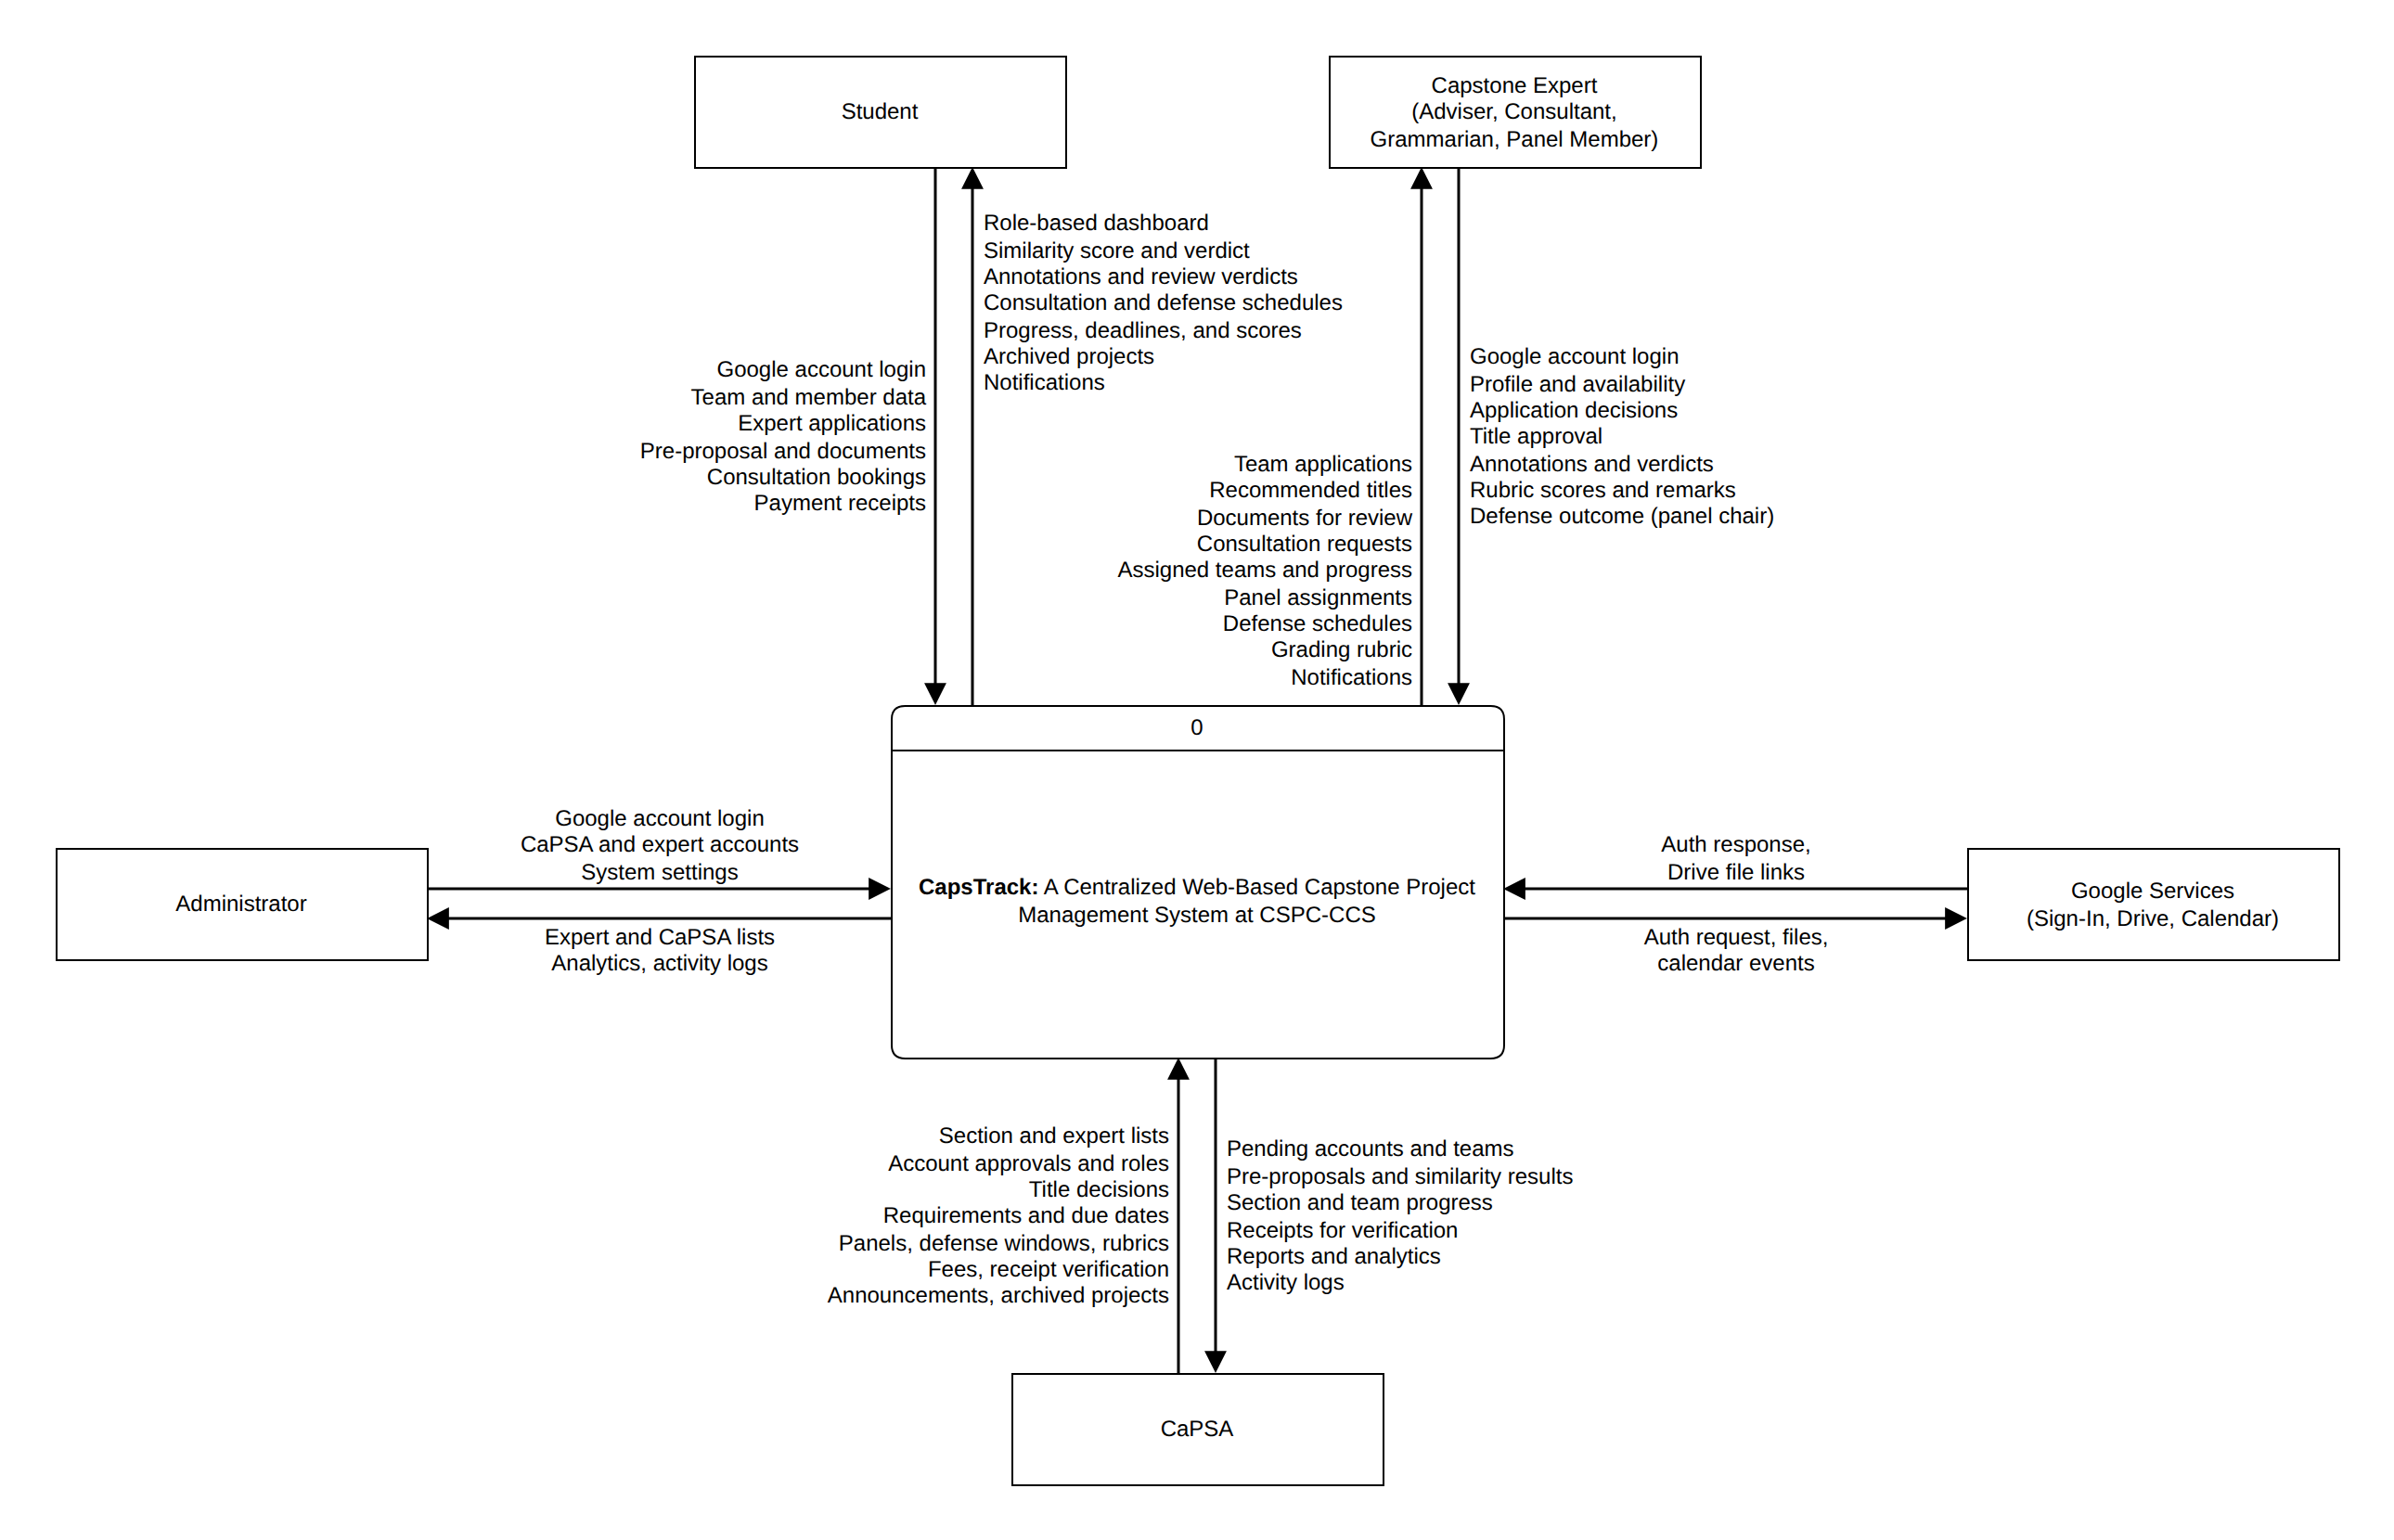 Student
Capstone Expert
(Adviser, Consultant,
Grammarian, Panel Member)
Role-based dashboard
Similarity score and verdict
Annotations and review verdicts
Consultation and defense schedules
Progress, deadlines, and scores
Archived projects
Notifications
Google account login
Team and member data
Expert applications
Pre-proposal and documents
Consultation bookings
Payment receipts
Google account login
Profile and availability
Application decisions
Title approval
Annotations and verdicts
Rubric scores and remarks
Defense outcome (panel chair)
Team applications
Recommended titles
Documents for review
Consultation requests
Assigned teams and progress
Panel assignments
Defense schedules
Grading rubric
Notifications
0
CapsTrack: A Centralized Web-Based Capstone Project
Management System at CSPC-CCS
Administrator
Google account login
CaPSA and expert accounts
System settings
Expert and CaPSA lists
Analytics, activity logs
Auth response,
Drive file links
Auth request, files,
calendar events
Google Services
(Sign-In, Drive, Calendar)
Section and expert lists
Account approvals and roles
Title decisions
Requirements and due dates
Panels, defense windows, rubrics
Fees, receipt verification
Announcements, archived projects
Pending accounts and teams
Pre-proposals and similarity results
Section and team progress
Receipts for verification
Reports and analytics
Activity logs
CaPSA